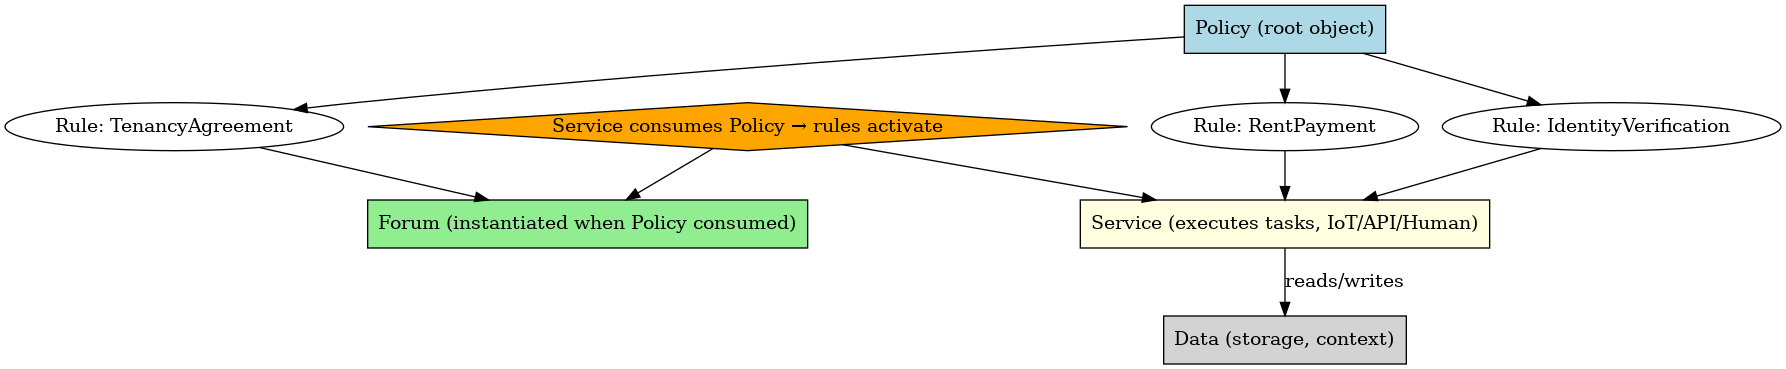 Policy (root object)
Rule: TenancyAgreement
Service consumes Policy → rules activate
Rule: RentPayment
Rule: IdentityVerification
Forum (instantiated when Policy consumed)
Service (executes tasks, IoT/API/Human)
reads/writes
Data (storage, context)